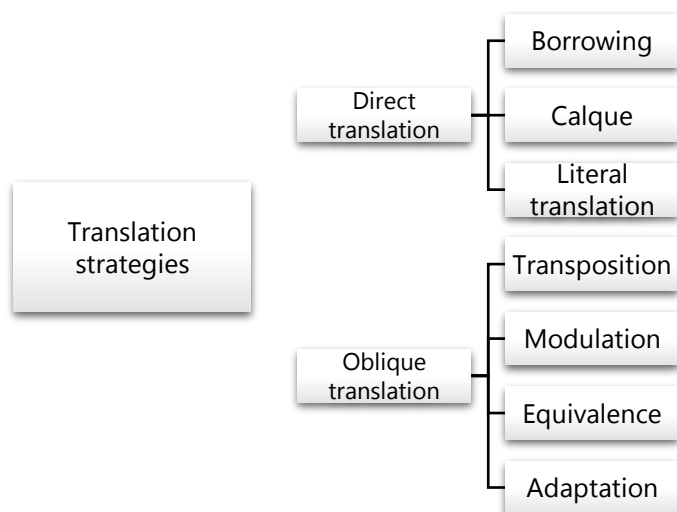 Translation
strategies
Direct
translation
Borrowing
Calque
Literal
translation
Oblique
translation
Transposition
Modulation
Equivalence
Adaptation